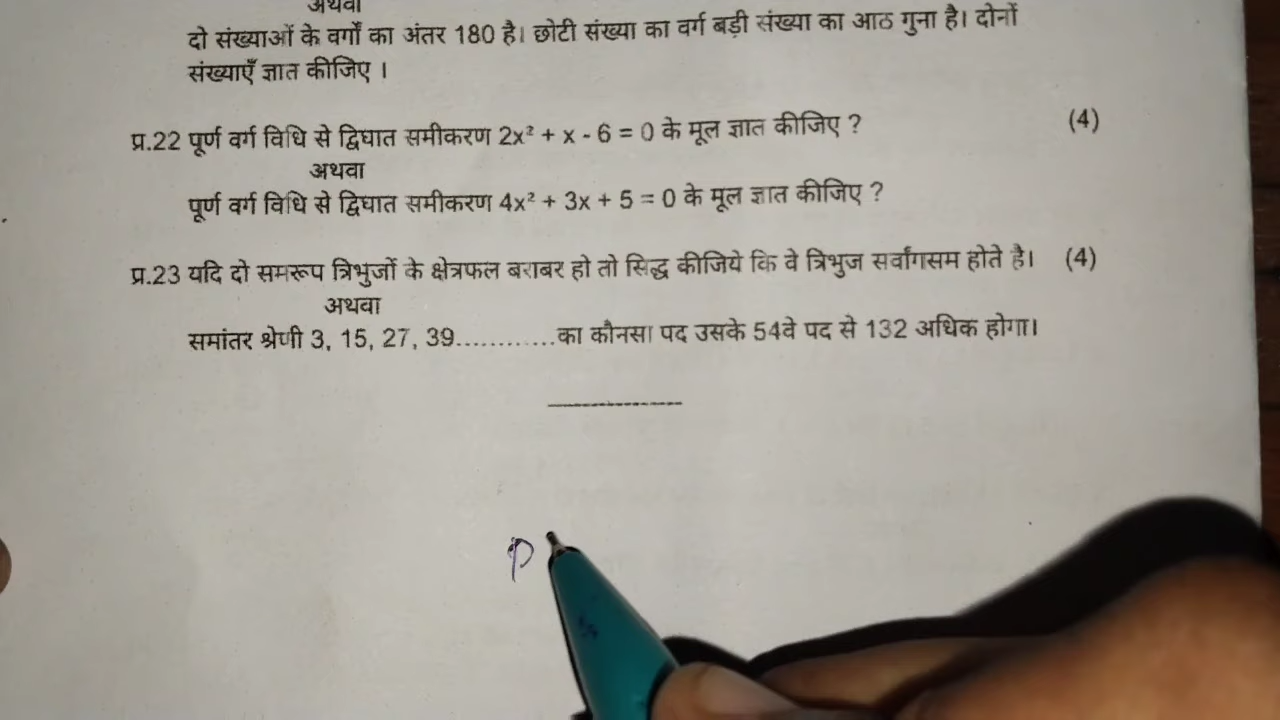 अथवा
दो संख्याओं के वर्गों का अंतर 180 है। छोटी संख्या का वर्ग बड़ी संख्या का आठ गुना है। दोनों
संख्याएँ ज्ञात कीजिए ।
प्र.22 पूर्ण वर्ग विधि से द्विघात समीकरण 2x² + x - 6 = 0 के मूल ज्ञात कीजिए ? (4)
अथवा
पूर्ण वर्ग विधि से द्विघात समीकरण 4x² + 3x + 5 = 0 के मूल ज्ञात कीजिए ?
प्र.23 यदि दो समरूप त्रिभुजों के क्षेत्रफल बराबर हो तो सिद्ध कीजिये कि वे त्रिभुज सर्वांगसम होते है। (4)
अथवा
समांतर श्रेणी 3, 15, 27, 39............का कौनसा पद उसके 54वे पद से 132 अधिक होगा।
P